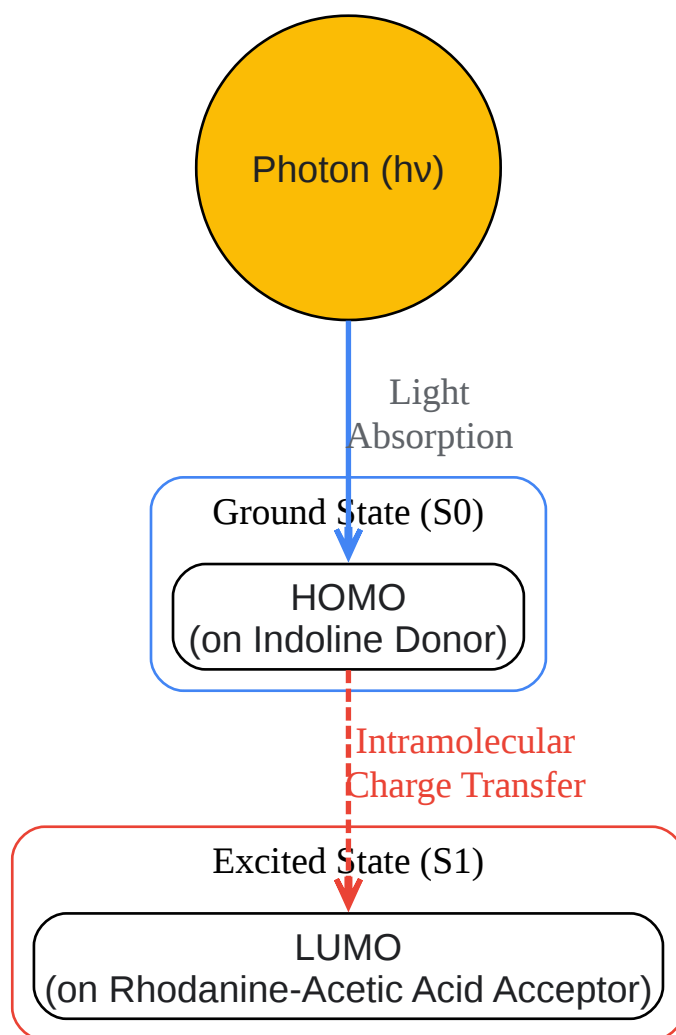 Photon (hν)
Light
Absorption
Ground State (S0)
HOMO
(on Indoline Donor)
Intramolecular
Charge Transfer
Excited State (S1)
LUMO
(on Rhodanine-Acetic Acid Acceptor)